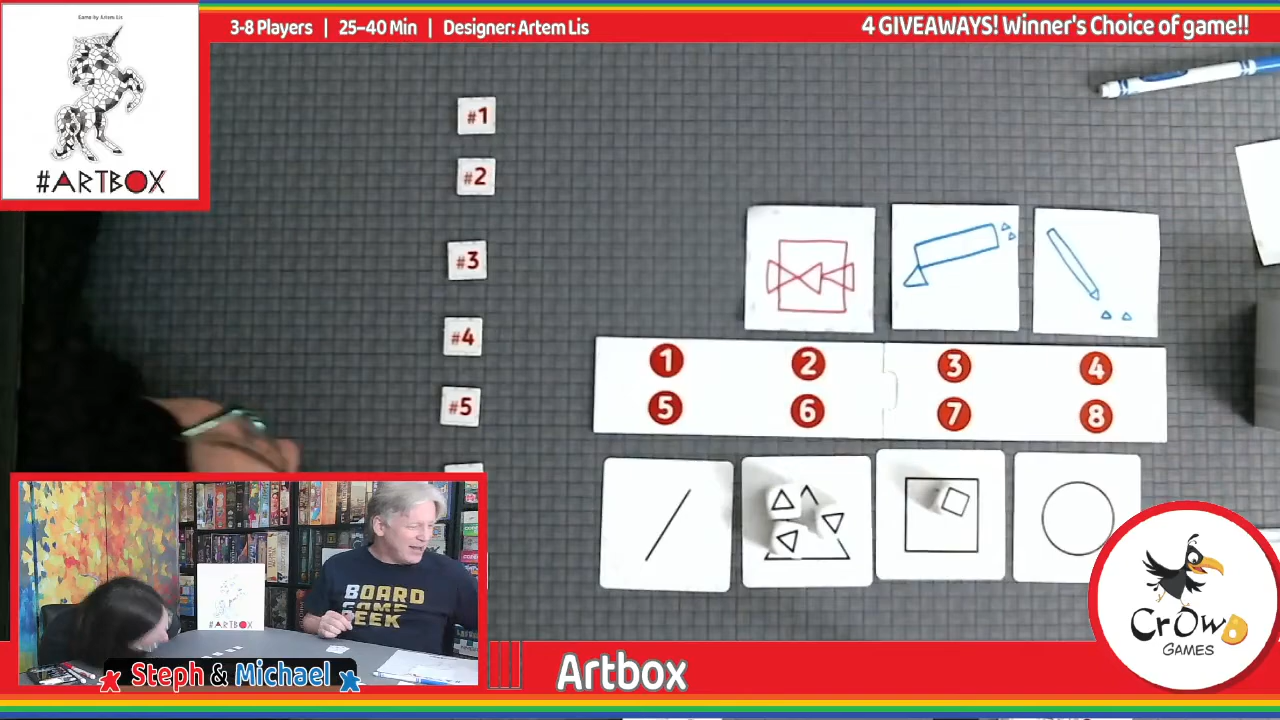 Game by Artem Lis
#ARTBOX
3-8 Players | 25–40 Min | Designer: Artem Lis
4 GIVEAWAYS! Winner's Choice of game!!
#1
#2
#3
#4
#5
1 2 3 4
5 6 7 8
#ARTBOX
BOARD
GAME
GEEK
Steph & Michael
Artbox
CrOwD
GAMES